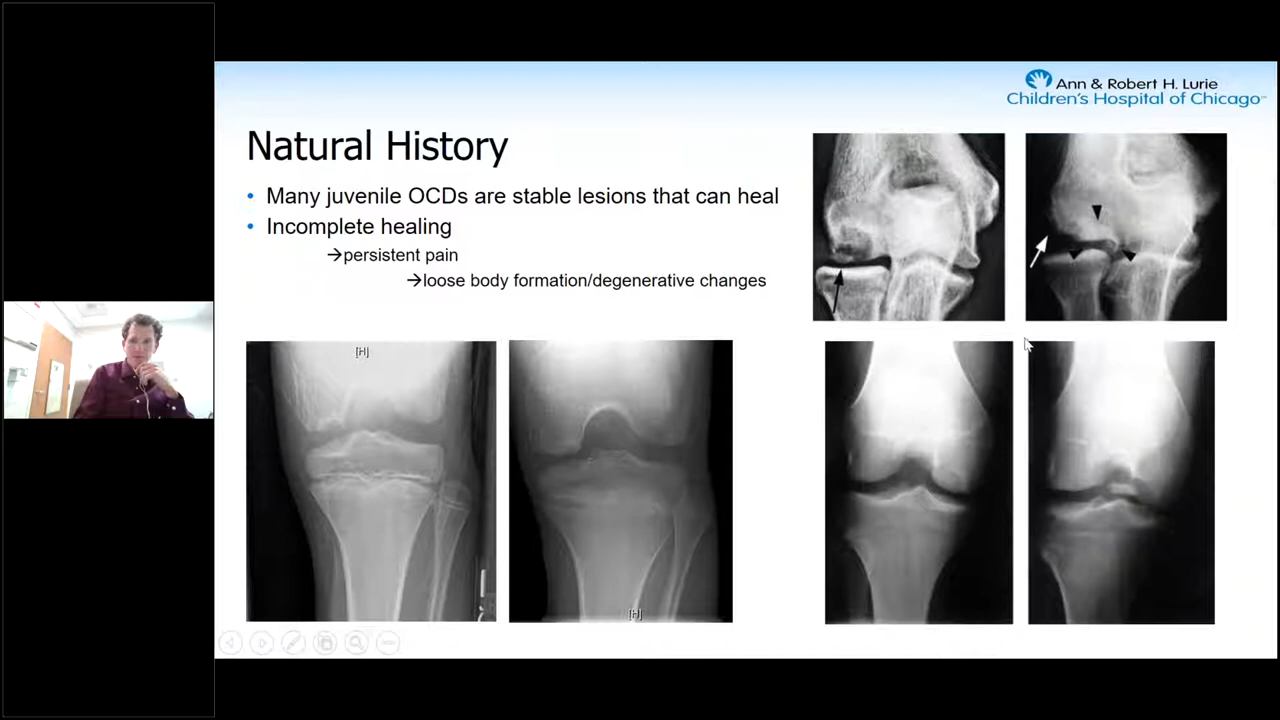 Ann & Robert H. Lurie
Children's Hospital of Chicago
Natural History
• Many juvenile OCDs are stable lesions that can heal
• Incomplete healing
→persistent pain
→loose body formation/degenerative changes
[H]
[H]